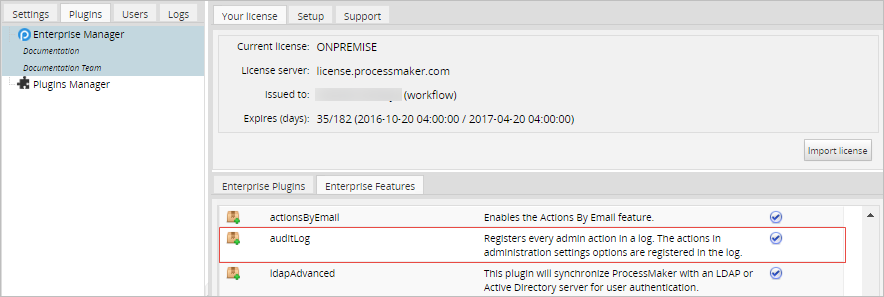 Settings Plugins Users Logs
Enterprise Manager
Documentation
Documentation Team
Plugins Manager
Your license Setup Support
Current license: ONPREMISE
License server: license.processmaker.com
Issued to: (workflow)
Expires (days): 35/182 (2016-10-20 04:00:00 / 2017-04-20 04:00:00)
Import license
Enterprise Plugins Enterprise Features
actionsByEmail Enables the Actions By Email feature.
auditLog Registers every admin action in a log. The actions in
administration settings options are registered in the log.
ldapAdvanced This plugin will synchronize ProcessMaker with an LDAP or
Active Directory server for user authentication.